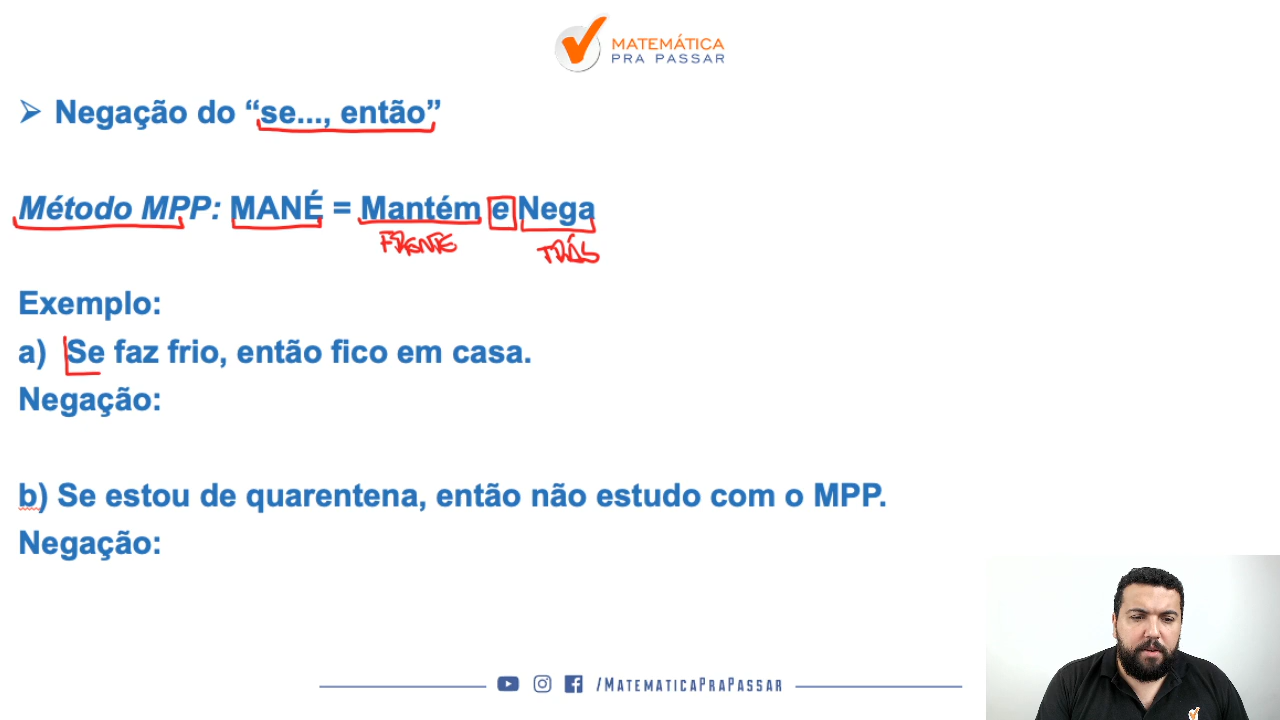 MATEMÁTICA
PRA PASSAR
➢ Negação do “se..., então”
Método MPP: MANÉ = Mantém e Nega
FRENTE TRÁS
Exemplo:
a) Se faz frio, então fico em casa.
Negação:
b) Se estou de quarentena, então não estudo com o MPP.
Negação:
/MATEMATICAPRAPASSAR